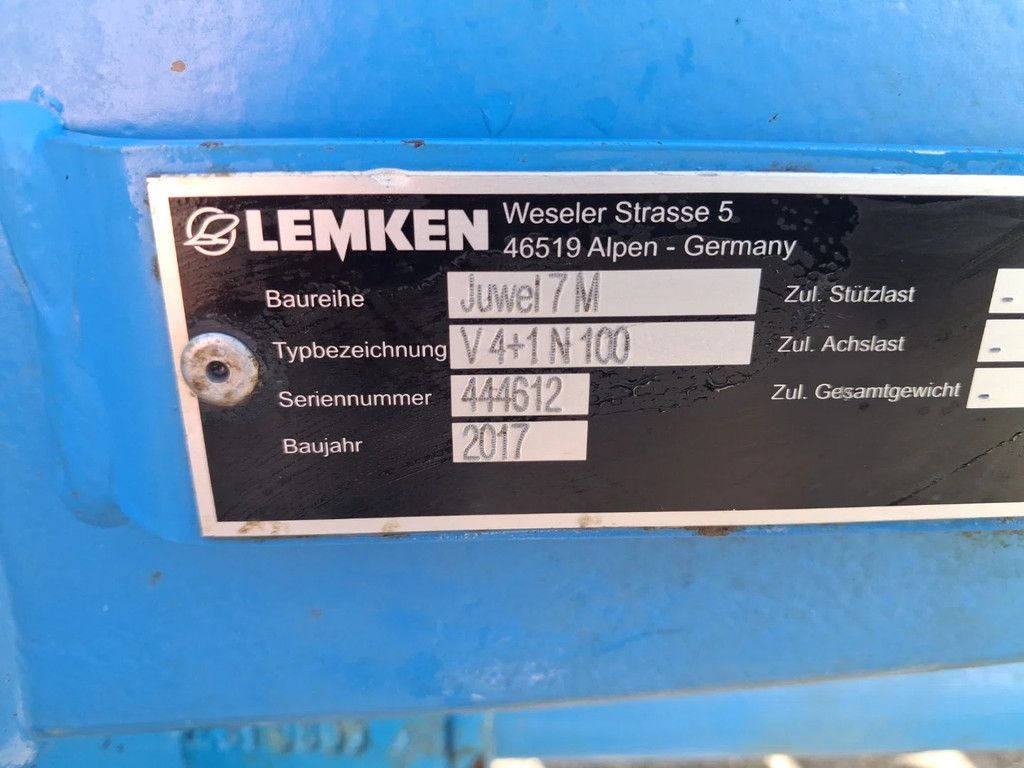 LEMKEN Weseler Strasse 5
46519 Alpen - Germany
Baureihe Juwel 7 M Zul. Stützlast -
Typbezeichnung V 4+1 N 100 Zul. Achslast -
Seriennummer 444612 Zul. Gesamtgewicht -
Baujahr 2017